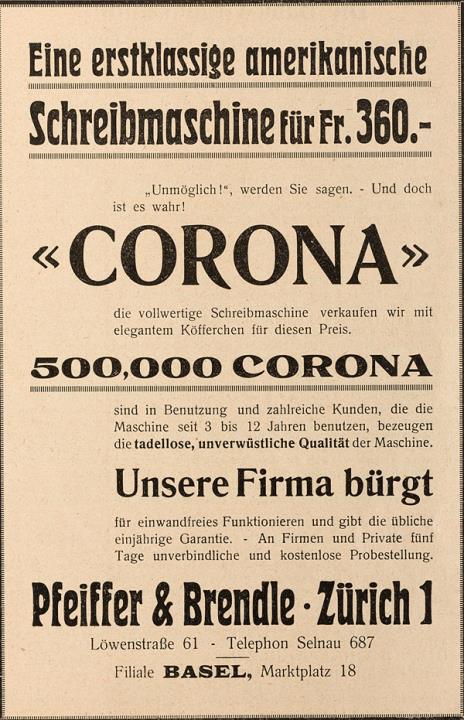 Eine erstklassige amerikanische
Schreibmaschine für Fr. 360.-
„Unmöglich!“, werden Sie sagen. - Und doch
ist es wahr!
«CORONA»
die vollwertige Schreibmaschine verkaufen wir mit
elegantem Köfferchen für diesen Preis.
500,000 CORONA
sind in Benutzung und zahlreiche Kunden, die die
Maschine seit 3 bis 12 Jahren benutzen, bezeugen
die tadellose, unverwüstliche Qualität der Maschine.
Unsere Firma bürgt
für einwandfreies Funktionieren und gibt die übliche
einjährige Garantie. - An Firmen und Private fünf
Tage unverbindliche und kostenlose Probestellung.
Pfeiffer & Brendle · Zürich 1
Löwenstraße 61 - Telephon Selnau 687
Filiale BASEL, Marktplatz 18